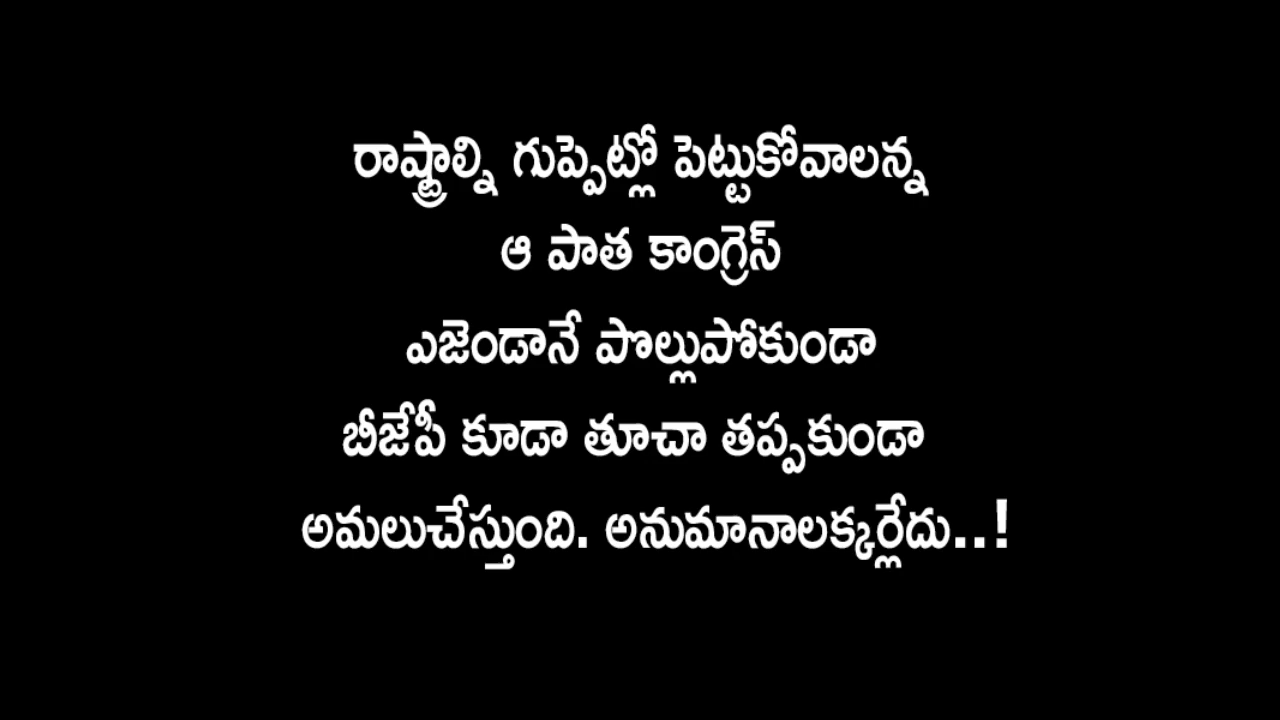 రాష్ట్రాల్ని గుప్పెట్లో పెట్టుకోవాలన్న
ఆ పాత కాంగ్రెస్
ఎజెండానే పొల్లుపోకుండా
బీజేపీ కూడా తూచా తప్పకుండా
అమలుచేస్తుంది. అనుమానాలక్కర్లేదు..!